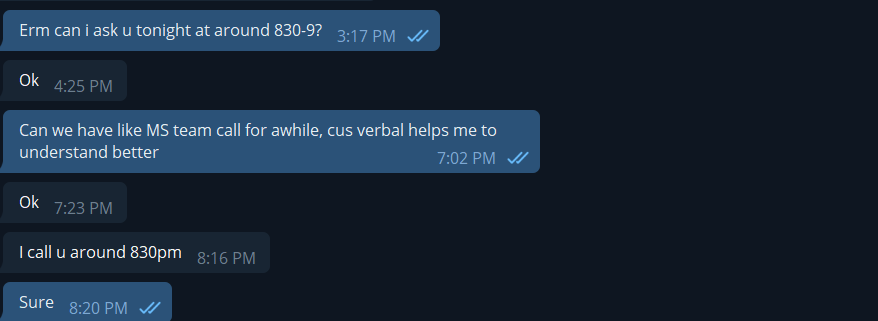 Erm can i ask u tonight at around 830-9? 3:17 PM
Ok 4:25 PM
Can we have like MS team call for awhile, cus verbal helps me to
understand better 7:02 PM
Ok 7:23 PM
I call u around 830pm 8:16 PM
Sure 8:20 PM